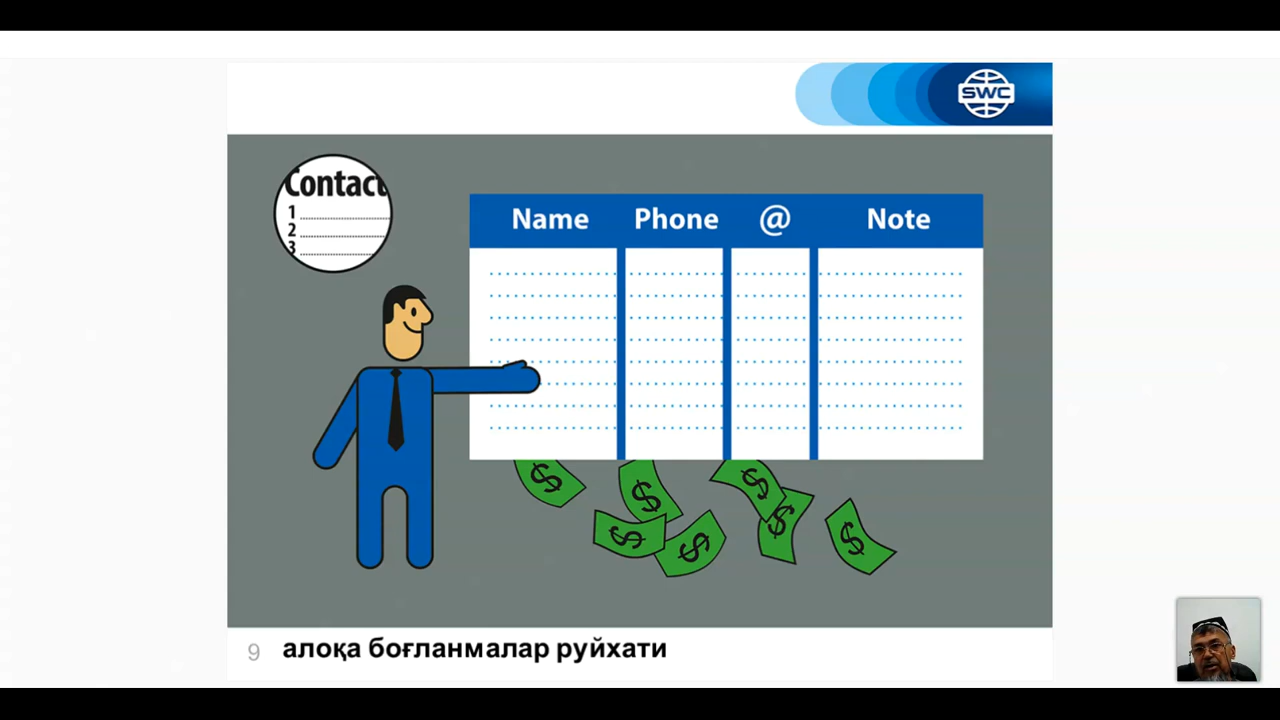 SWC
Contact
1
2
3
Name Phone @ Note
$ $ $ $ $ $ $
9 алоқа боғланмалар руйхати